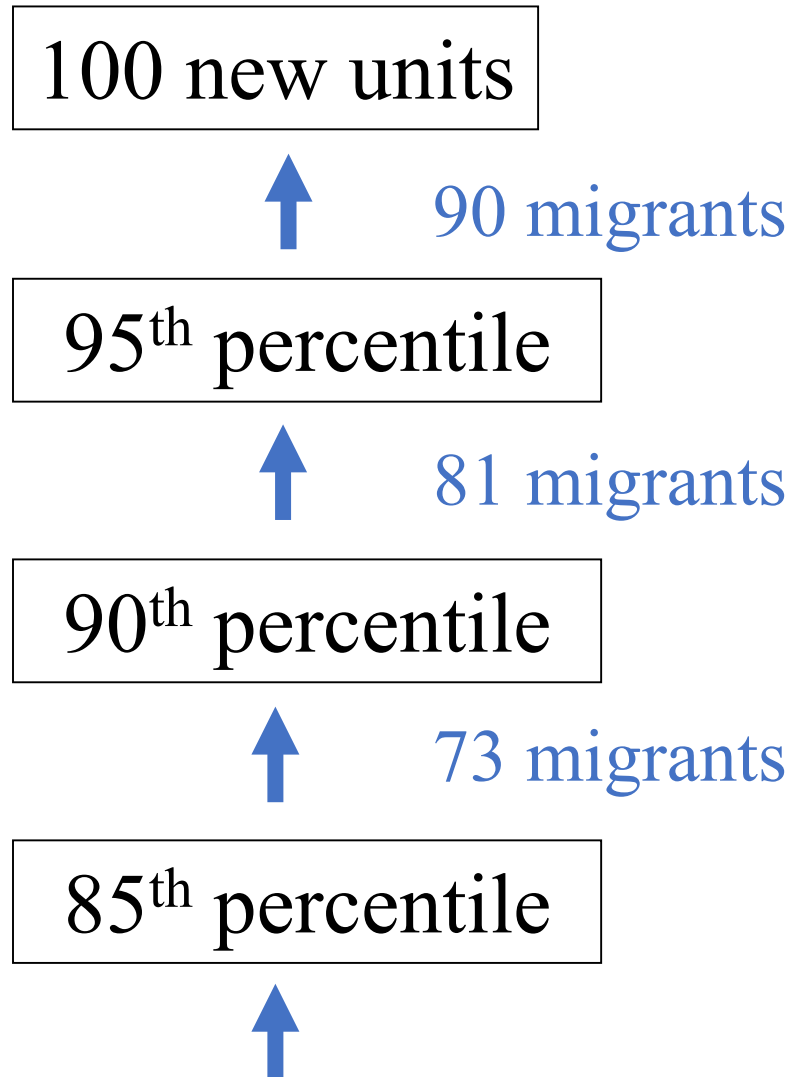 100 new units
90 migrants
95th percentile
81 migrants
90th percentile
73 migrants
85th percentile